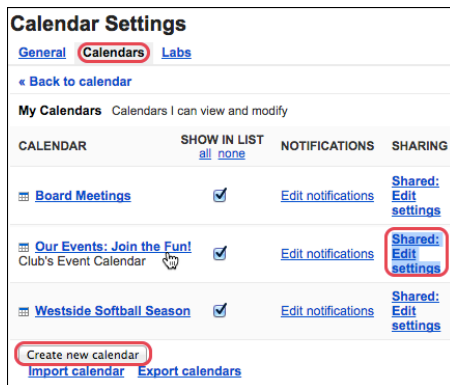 Calendar Settings
General Calendars Labs
« Back to calendar
My Calendars Calendars I can view and modify
CALENDAR SHOW IN LIST NOTIFICATIONS SHARING
all none
Board Meetings Edit notifications Shared: Edit settings
Our Events: Join the Fun! Edit notifications Shared: Edit settings
Club's Event Calendar
Westside Softball Season Edit notifications Shared: Edit settings
Create new calendar
Import calendar Export calendars